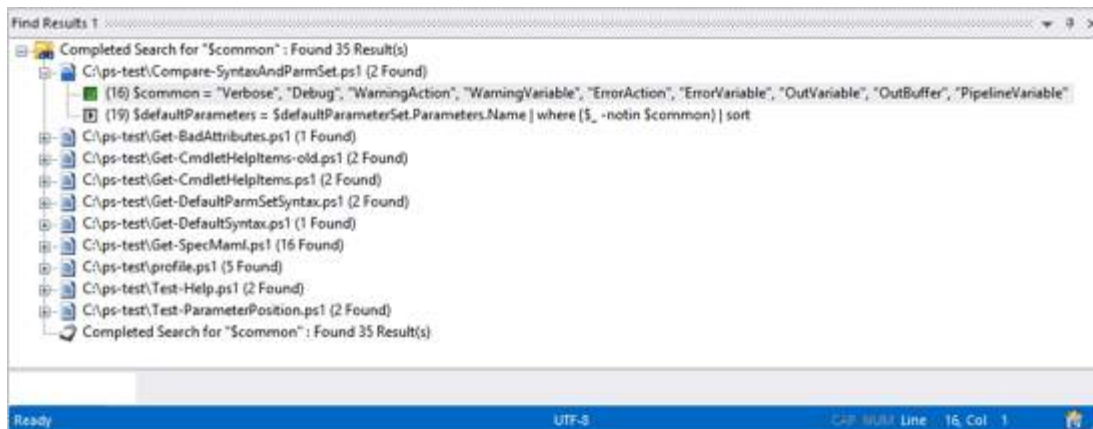 Find Results 1
Completed Search for "$common" : Found 35 Result(s)
C:\ps-test\Compare-SyntaxAndParmSet.ps1 (2 Found)
(16) $common = "Verbose", "Debug", "WarningAction", "WarningVariable", "ErrorAction", "ErrorVariable", "OutVariable", "OutBuffer", "PipelineVariable"
(19) $defaultParameters = $defaultParameterSet.Parameters.Name | where {$_ -notin $common} | sort
C:\ps-test\Get-BadAttributes.ps1 (1 Found)
C:\ps-test\Get-CmdletHelpItems-old.ps1 (2 Found)
C:\ps-test\Get-CmdletHelpItems.ps1 (2 Found)
C:\ps-test\Get-DefaultParmSetSyntax.ps1 (2 Found)
C:\ps-test\Get-DefaultSyntax.ps1 (1 Found)
C:\ps-test\Get-SpecMaml.ps1 (16 Found)
C:\ps-test\profile.ps1 (5 Found)
C:\ps-test\Test-Help.ps1 (2 Found)
C:\ps-test\Test-ParameterPosition.ps1 (2 Found)
Completed Search for "$common" : Found 35 Result(s)
Ready UTF-8 CAP NUM Line 16, Col 1